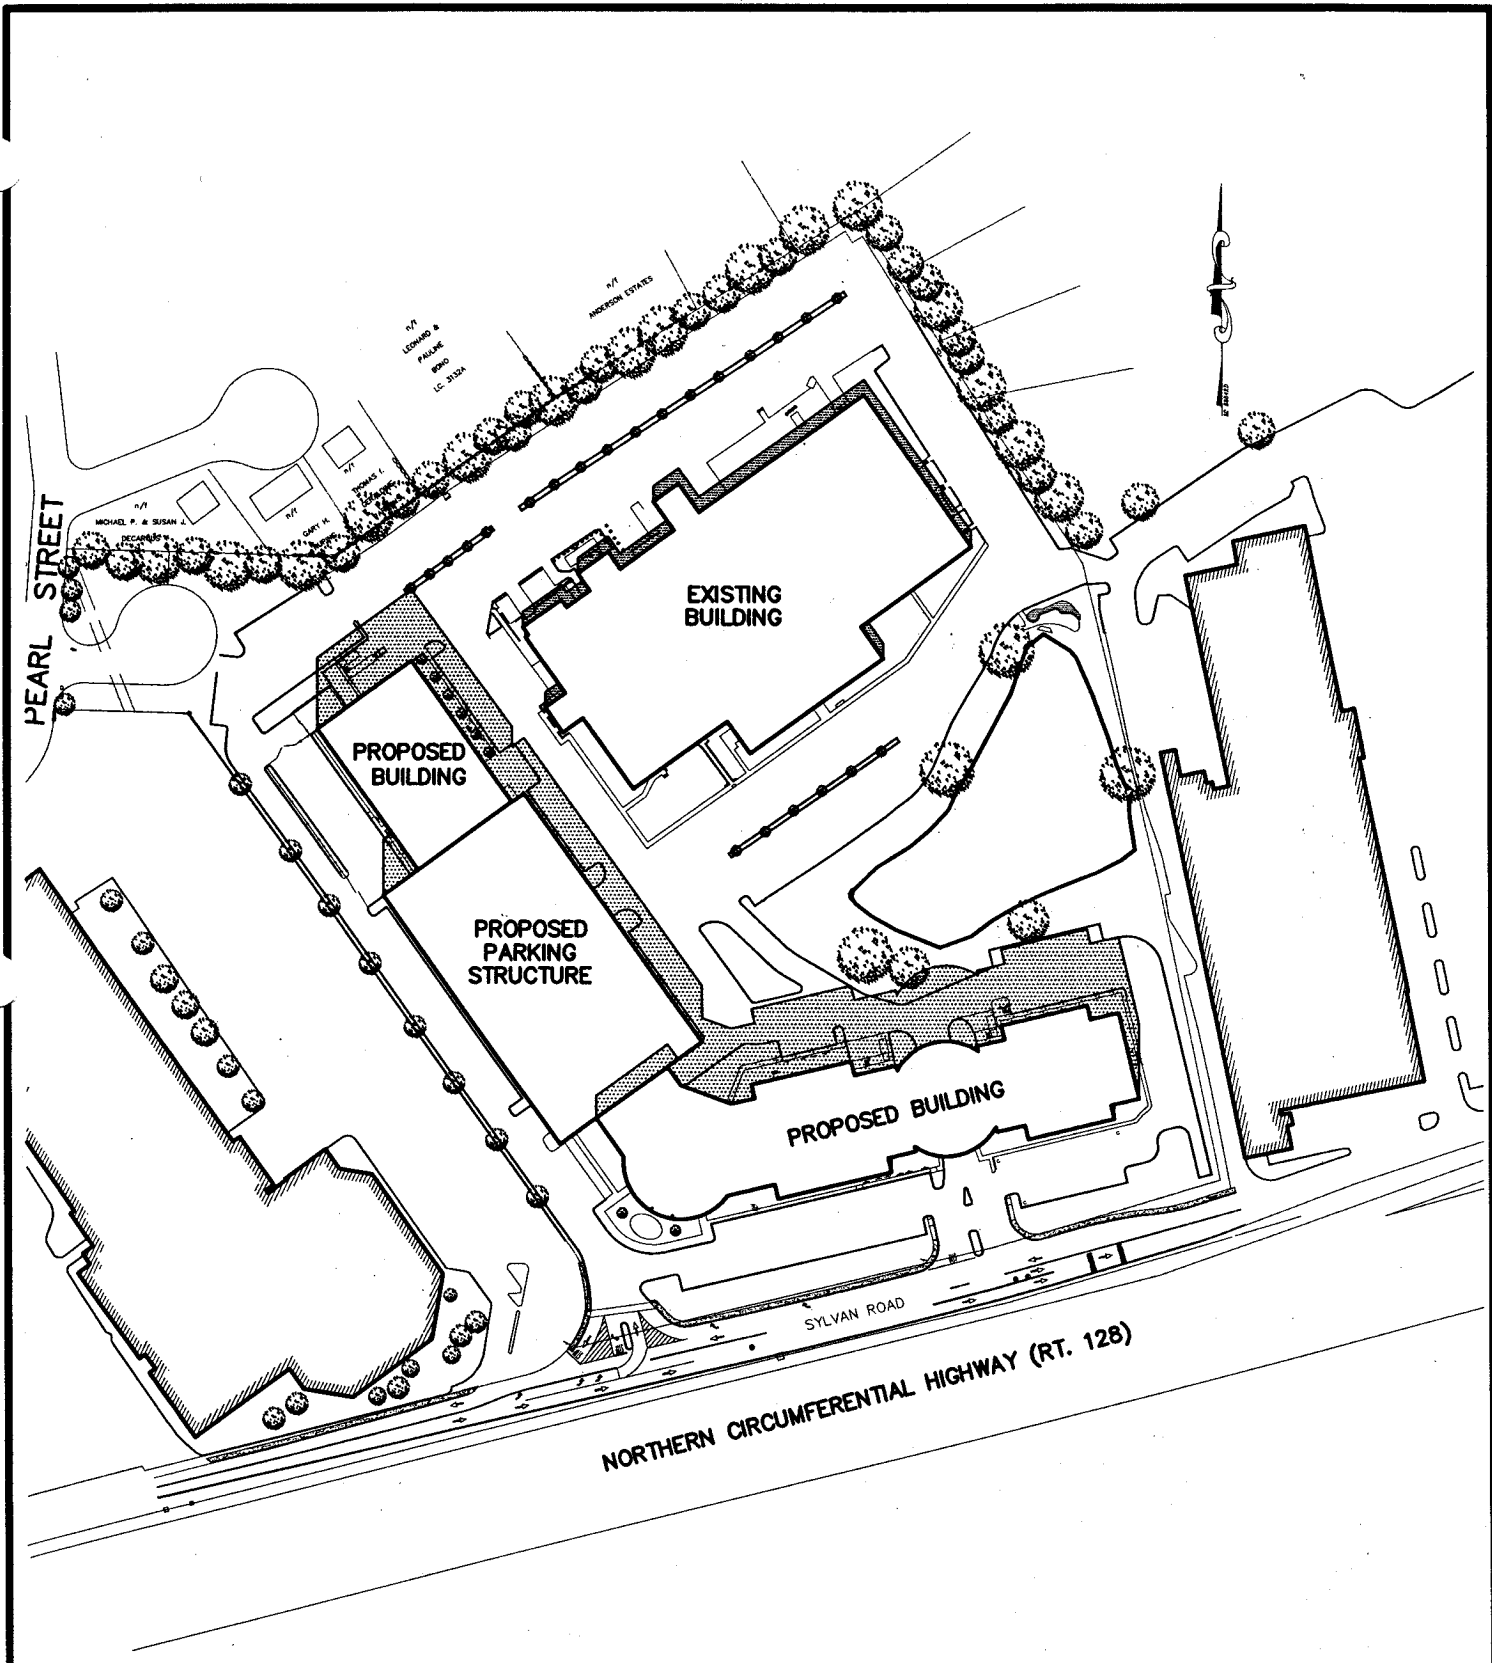 n/f
ANDERSON ESTATES
n/f
LEONARD &
PAULINE
BONO
LC. 3132A
n/f
THOMAS I.
n/f
GARY H.
n/f
MICHAEL P. & SUSAN J.
PEARL STREET
EXISTING
BUILDING
PROPOSED
BUILDING
PROPOSED
PARKING
STRUCTURE
PROPOSED BUILDING
SYLVAN ROAD
NORTHERN CIRCUMFERENTIAL HIGHWAY (RT. 128)